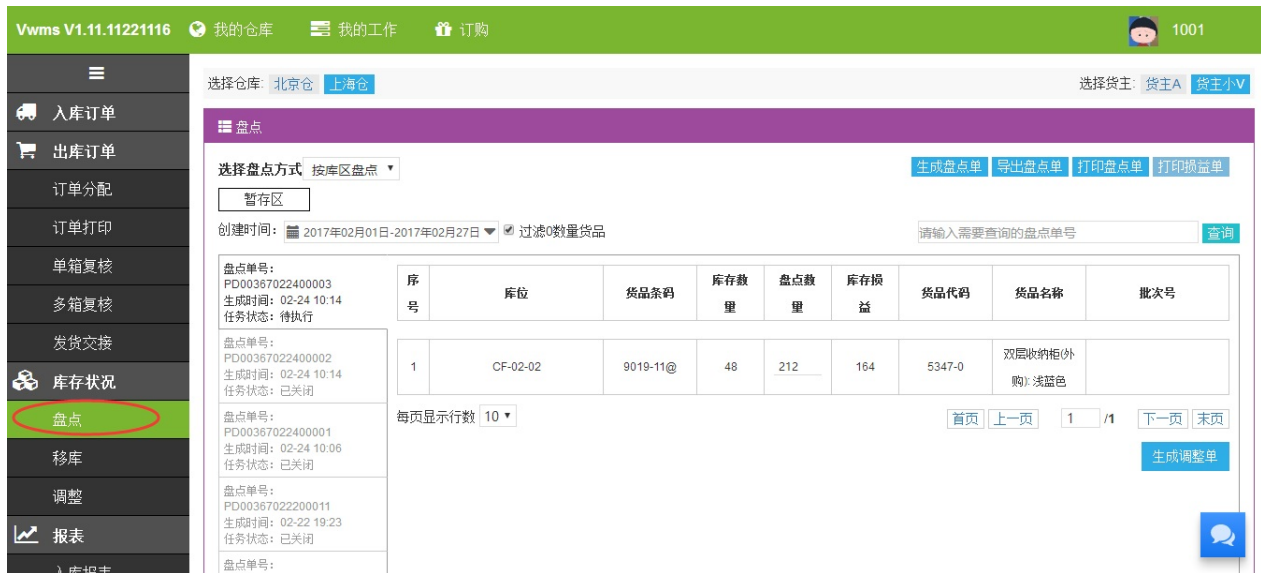 Vwms V1.11.11221116 我的仓库 我的工作 订购 1001
选择仓库: 北京仓 上海仓 选择货主: 货主A 货主小V
入库订单
出库订单
订单分配
订单打印
单箱复核
多箱复核
发货交接
库存状况
盘点
移库
调整
报表
入库报表
盘点
选择盘点方式 按库区盘点 生成盘点单 导出盘点单 打印盘点单 打印损益单
暂存区
创建时间: 2017年02月01日-2017年02月27日 过滤0数量货品 请输入需要查询的盘点单号 查询
盘点单号:
PD00367022400003
生成时间: 02-24 10:14
任务状态: 待执行
盘点单号:
PD00367022400002
生成时间: 02-24 10:14
任务状态: 已关闭
盘点单号:
PD00367022400001
生成时间: 02-24 10:06
任务状态: 已关闭
盘点单号:
PD00367022200011
生成时间: 02-22 19:23
任务状态: 已关闭
盘点单号:
序号 库位 货品条码 库存数量 盘点数量 库存损益 货品代码 货品名称 批次号
1 CF-02-02 9019-11@ 48 212 164 5347-0 双层收纳柜(外购): 浅蓝色
每页显示行数 10 首页 上一页 1 /1 下一页 末页
生成调整单